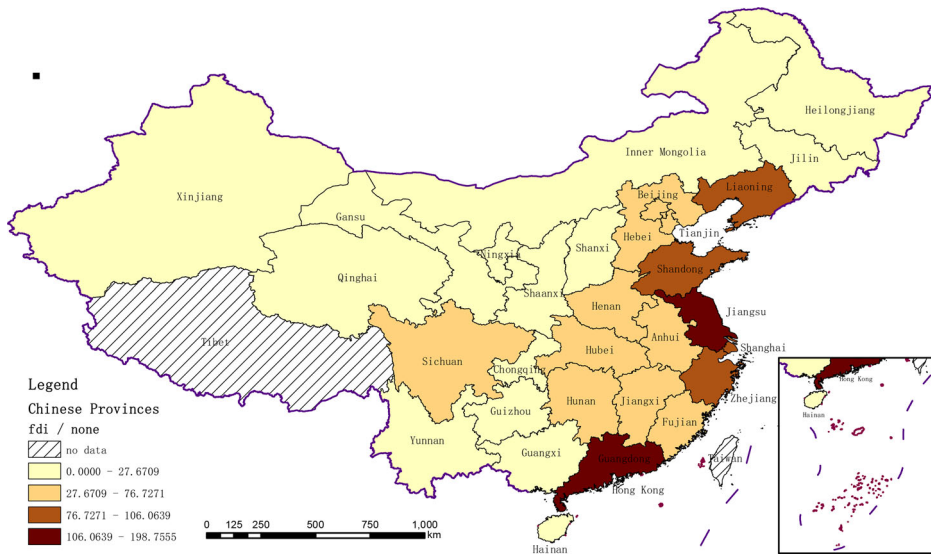 Heilongjiang
Inner Mongolia
Jilin
Xinjiang
Beijing
Liaoning
Gansu
Tianjin
Hebei
Shanxi
Ningxia
Shandong
Qinghai
Shaanxi
Henan
Jiangsu
Tibet
Anhui
Shanghai
Hubei
Sichuan
Chongqing
Zhejiang
Hunan
Jiangxi
Guizhou
Fujian
Yunnan
Guangxi
Guangdong
Taiwan
Hong Kong
Hainan
Legend
Chinese Provinces
fdi / none
no data
0.0000 - 27.6709
27.6709 - 76.7271
76.7271 - 106.0639
106.0639 - 198.7555
0 125 250 500 750 1,000
km
Hong Kong
Hainan